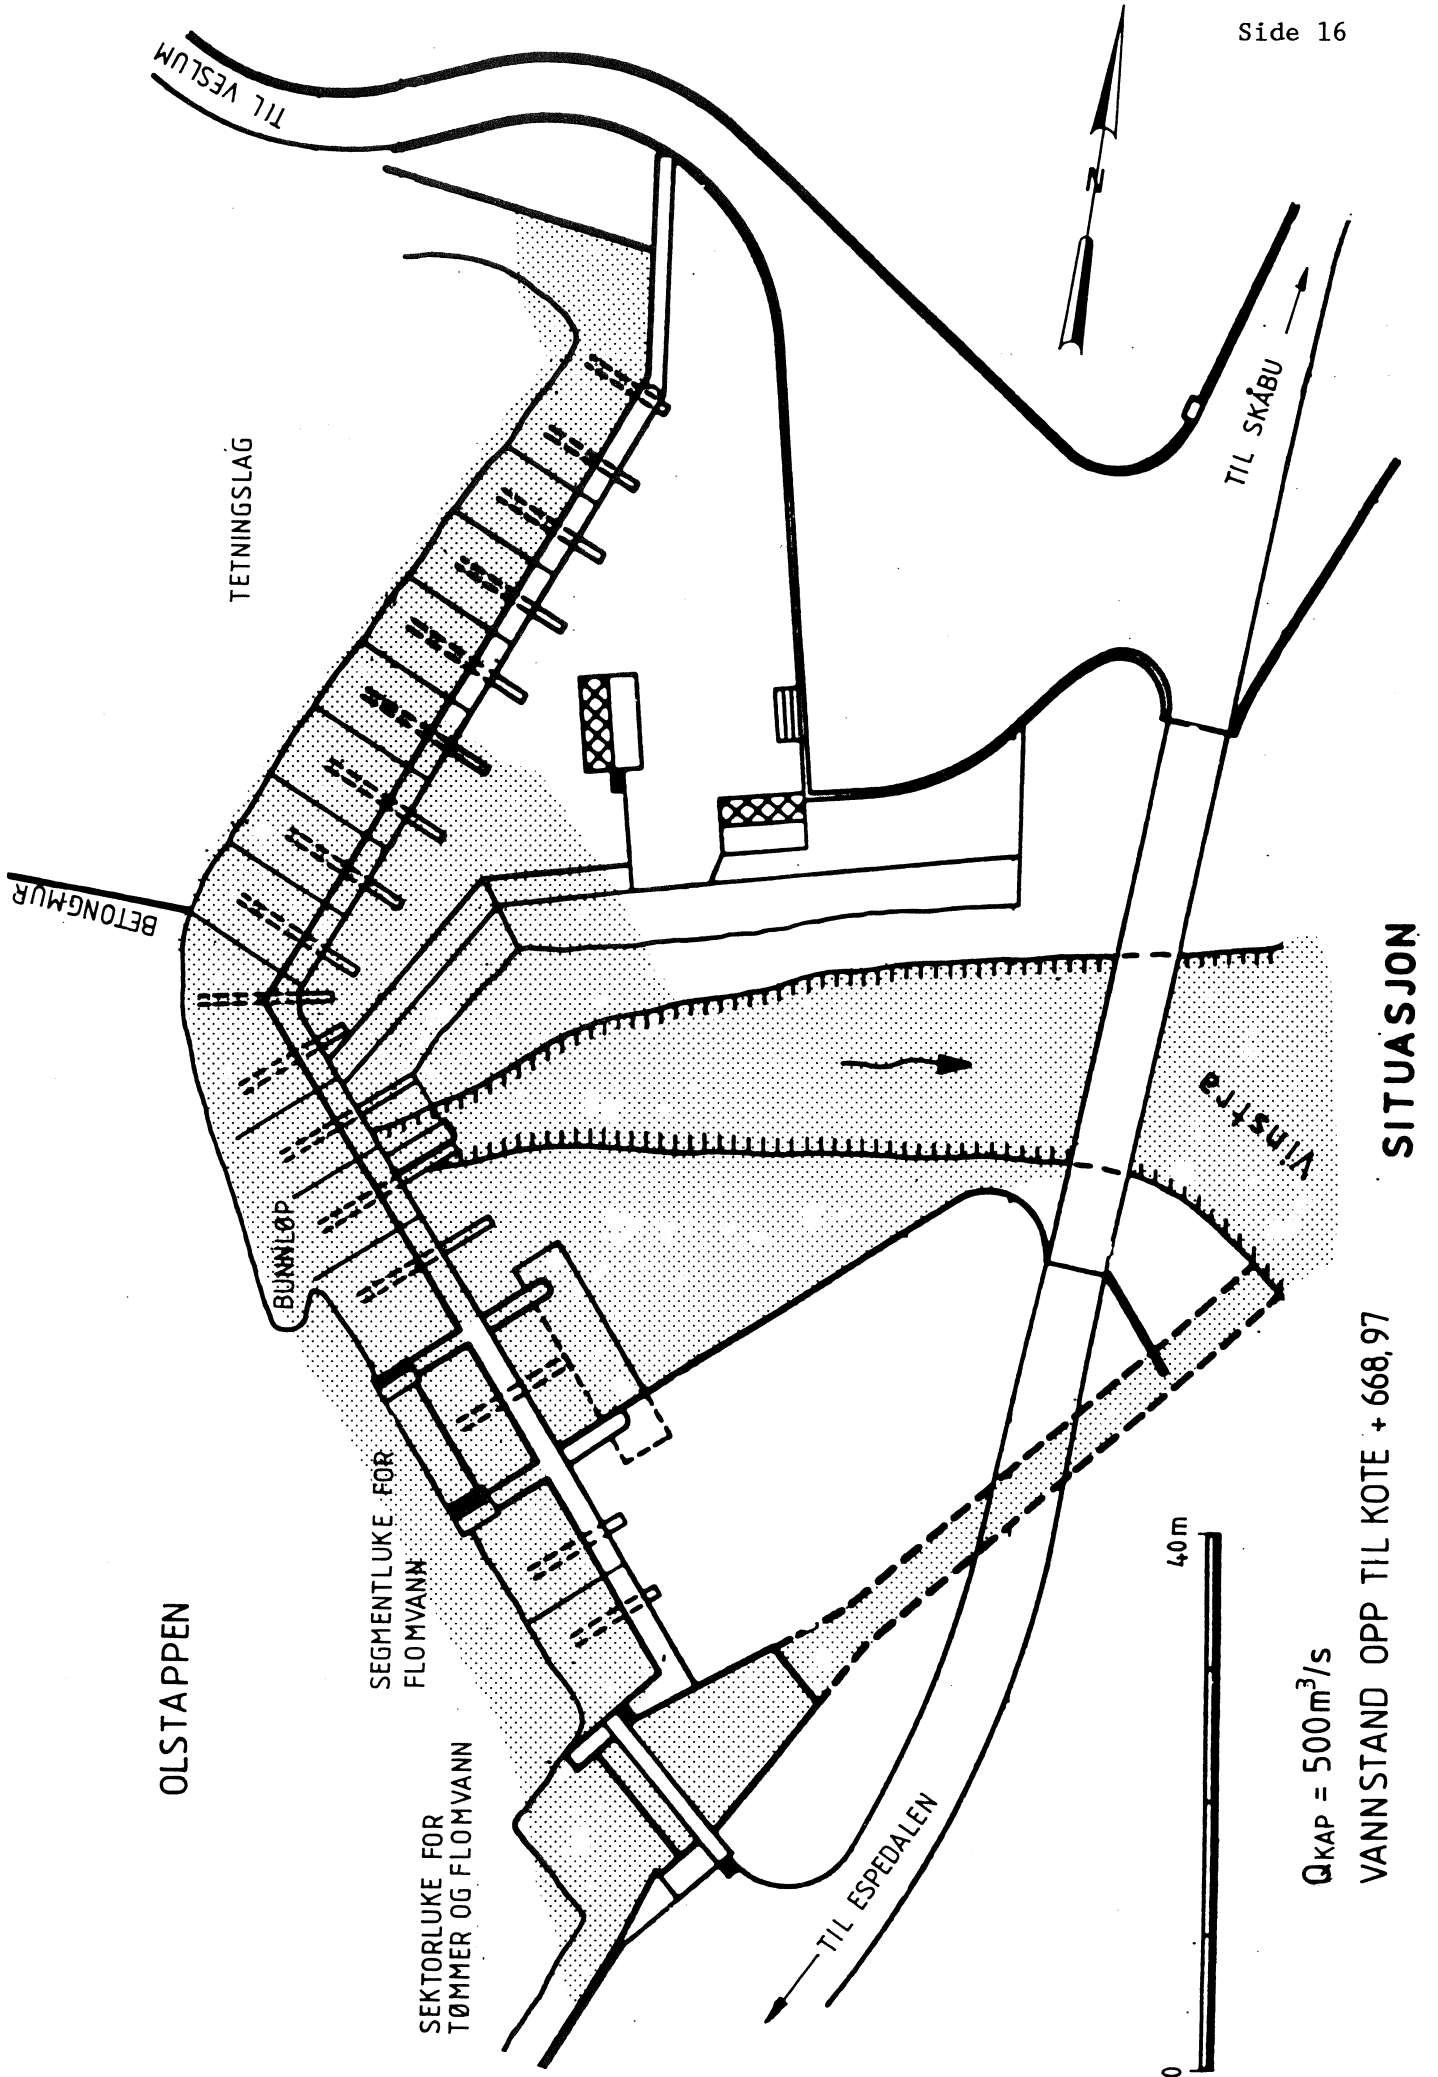 Side 16
TIL VESLUM
N
TIL SKÅBU
TETNINGSLAG
BETONGMUR
BUNNLØP
Vinstra
SITUASJON
OLSTAPPEN
SEGMENTLUKE FOR
FLOMVANN
SEKTORLUKE FOR
TØMMER OG FLOMVANN
TIL ESPEDALEN
0
40m
QKAP = 500m³/s
VANNSTAND OPP TIL KOTE + 668,97